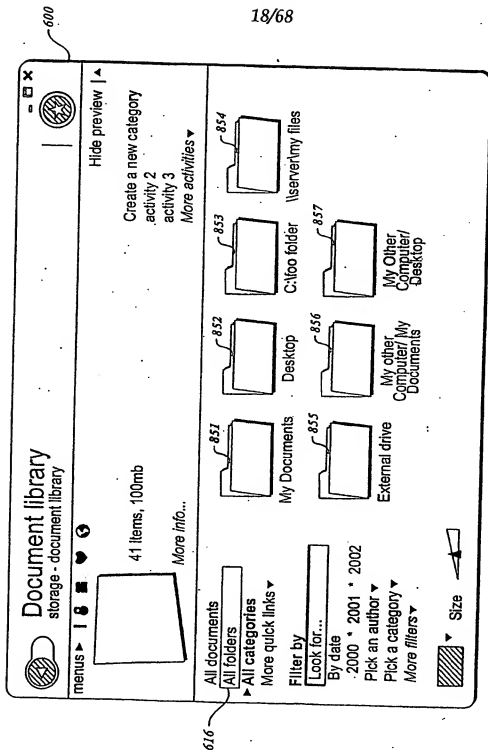 18/68
600
Document library
storage - document library
menus
41 items, 100mb
More info...
Hide preview
Create a new category
activity 2
activity 3
More activities
616
All documents
All folders
All categories
More quick links
Filter by
Look for...
By date
2000 * 2001 * 2002
Pick an author
Pick a category
More filters
Size
851
My Documents
852
Desktop
853
C:\foo folder
854
\\server\my files
855
External drive
856
My other
Computer/ My
Documents
857
My Other
Computer/
Desktop